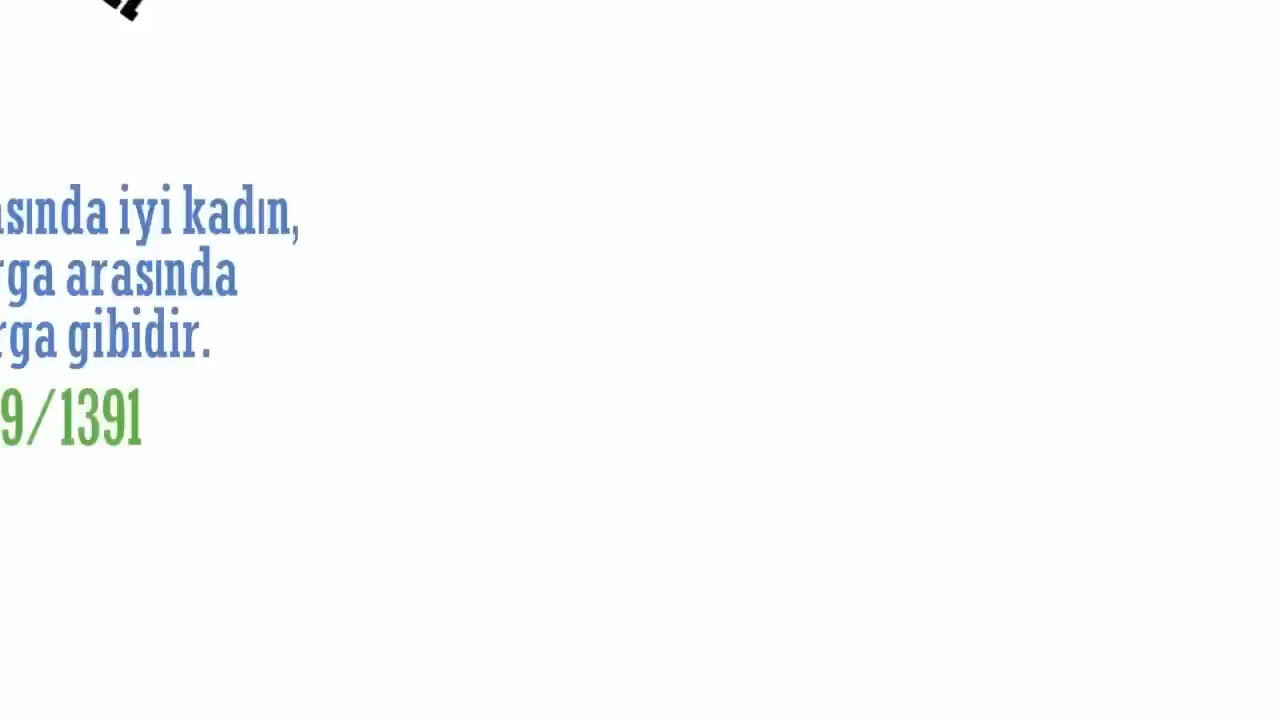 asında iyi kadın,
rga arasında
rga gibidir.
9/1391